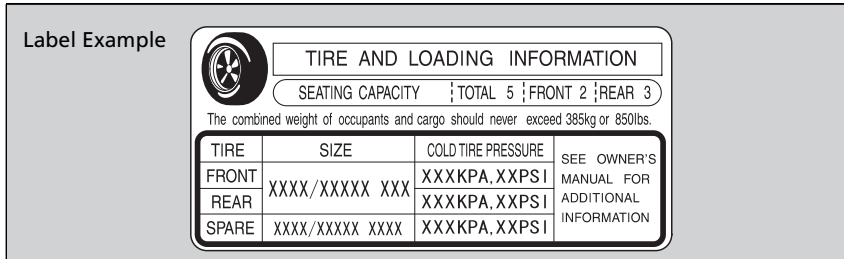 Label Example
TIRE AND LOADING INFORMATION
SEATING CAPACITY TOTAL 5 FRONT 2 REAR 3
The combined weight of occupants and cargo should never exceed 385kg or 850lbs.
TIRE SIZE COLD TIRE PRESSURE SEE OWNER'S MANUAL FOR ADDITIONAL INFORMATION
FRONT XXXX/XXXXX XXX XXXKPA,XXPSI
REAR XXXKPA,XXPSI
SPARE XXXX/XXXXX XXXX XXXKPA,XXPSI